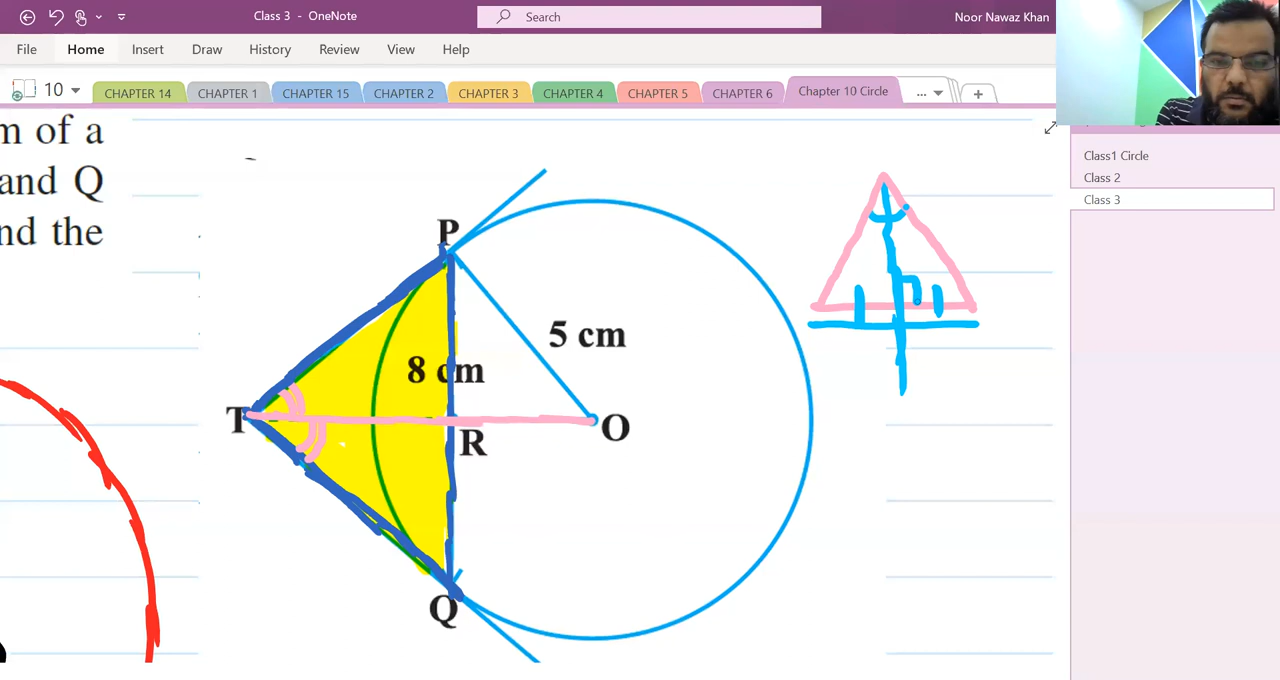 Class 3 - OneNote
Search
Noor Nawaz Khan
File Home Insert Draw History Review View Help
10
CHAPTER 14 CHAPTER 1 CHAPTER 15 CHAPTER 2 CHAPTER 3 CHAPTER 4 CHAPTER 5 CHAPTER 6 Chapter 10 Circle ... +
m of a
and Q
nd the
P
5 cm
8 cm
T
R
O
Q
Class1 Circle
Class 2
Class 3